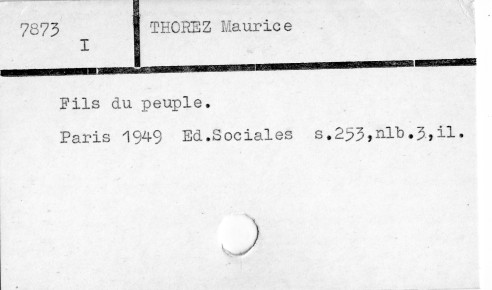 7873 THOREZ Maurice
I
Fils du peuple.
Paris 1949 Ed.Sociales s.253,nlb.3,il.